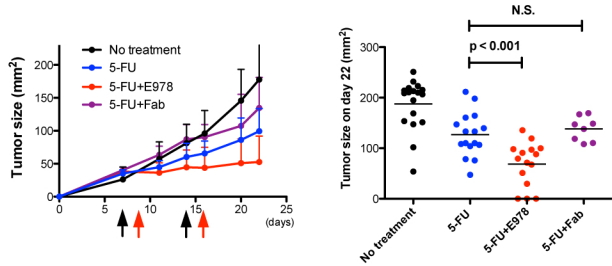 Tumor size (mm²)
200
150
100
50
0
0
5
10
15
20
25
(days)
No treatment
5-FU
5-FU+E978
5-FU+Fab
Tumor size on day 22 (mm²)
300
200
100
0
N.S.
p < 0.001
No treatment
5-FU
5-FU+E978
5-FU+Fab